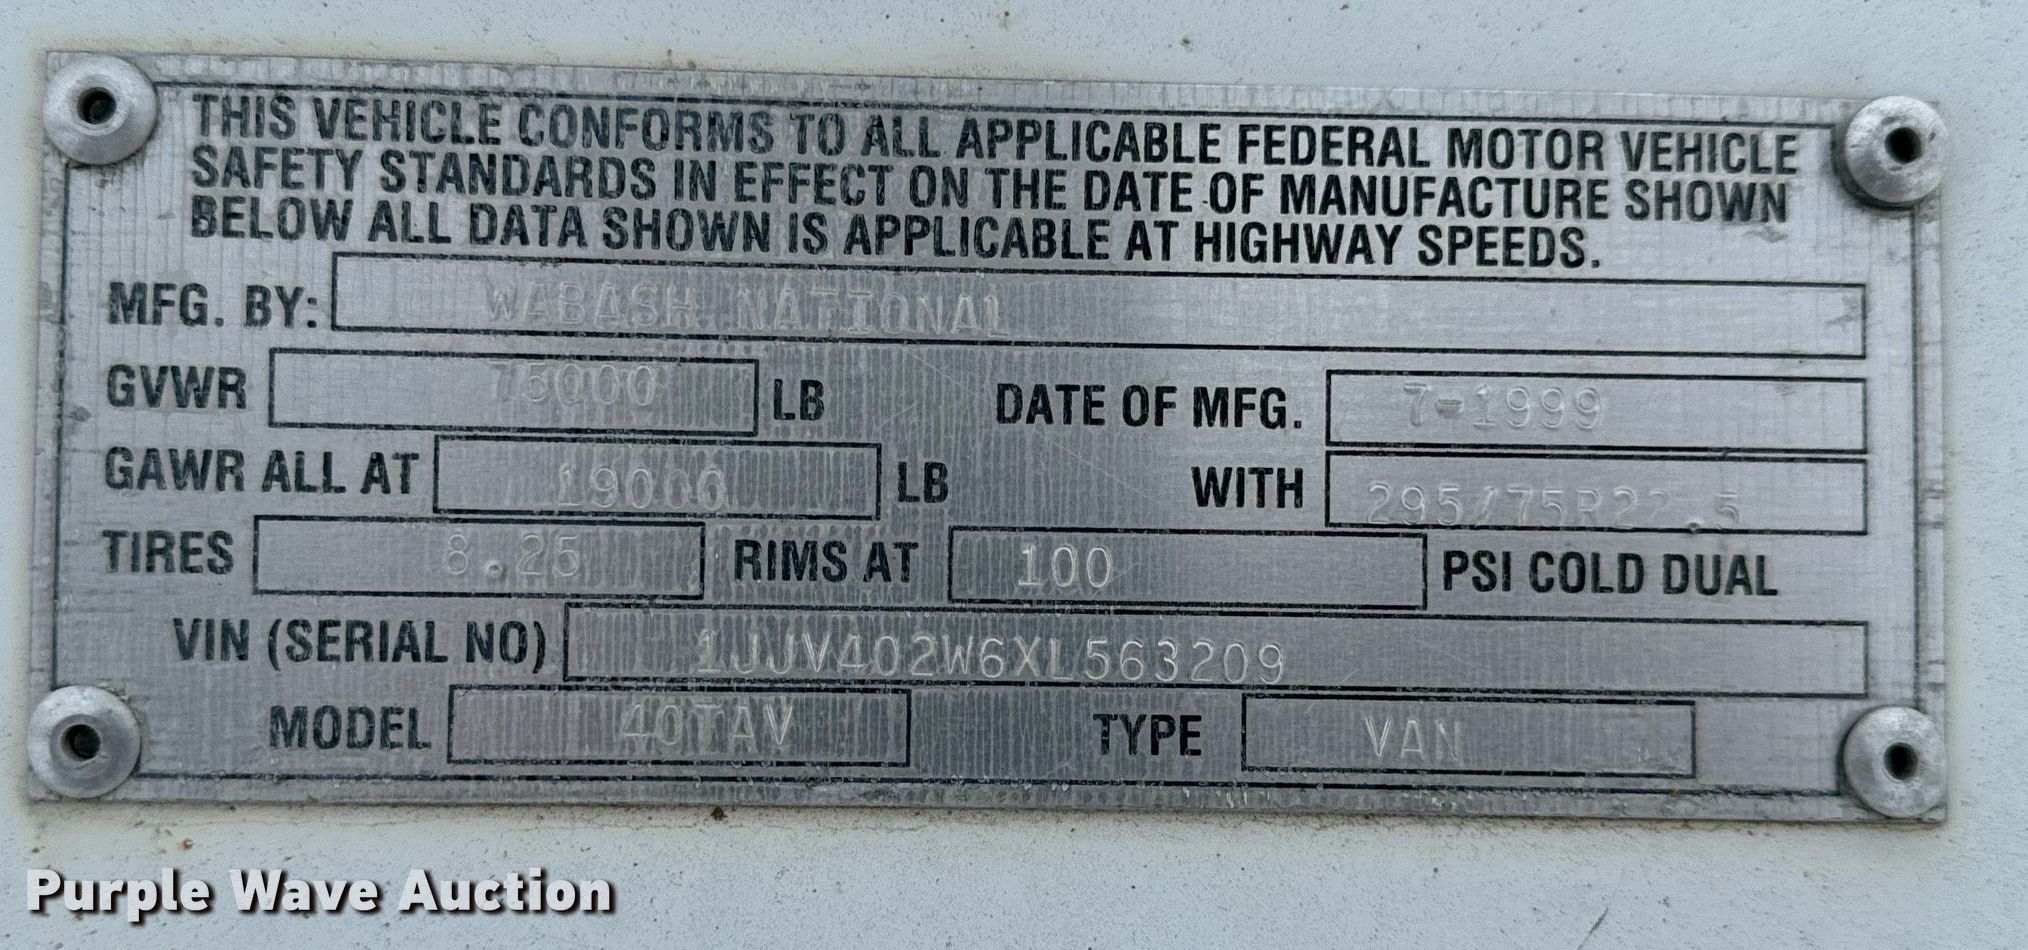 THIS VEHICLE CONFORMS TO ALL APPLICABLE FEDERAL MOTOR VEHICLE
SAFETY STANDARDS IN EFFECT ON THE DATE OF MANUFACTURE SHOWN
BELOW ALL DATA SHOWN IS APPLICABLE AT HIGHWAY SPEEDS.
MFG. BY: WABASH NATIONAL
GVWR 75000 LB DATE OF MFG. 7-1999
GAWR ALL AT 19000 LB WITH 295/75R22.5
TIRES 8.25 RIMS AT 100 PSI COLD DUAL
VIN (SERIAL NO) 1JJV402W6XL563209
MODEL 40TAV TYPE VAN
Purple Wave Auction